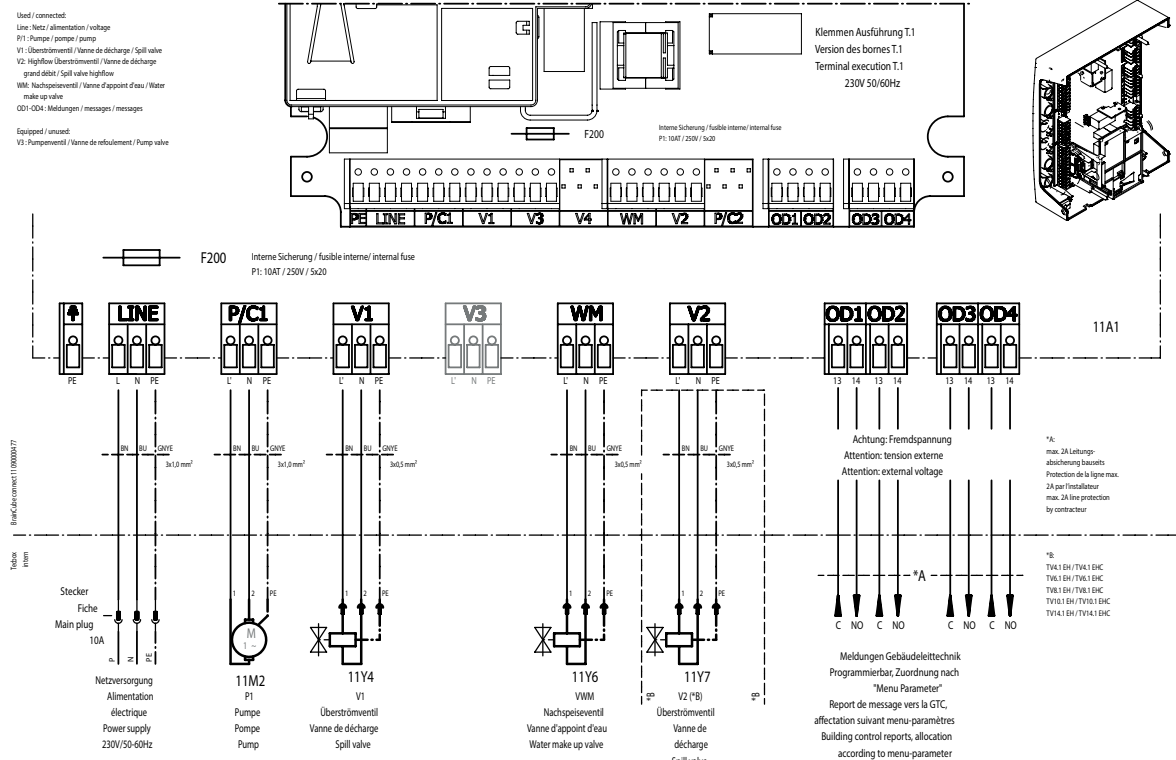 Used / connected:
Line : Netz / alimentation / voltage
P/1 : Pumpe / pompe / pump
V1 : Überströmventil / Vanne de décharge / Spill valve
V2: Highflow Überströmventil / Vanne de décharge
grand débit / Spill valve highflow
WM: Nachspeiseventil / Vanne d'appoint d'eau / Water
make up valve
OD1-OD4 : Meldungen / messages / messages
Equipped / unused:
V3 : Pumpenventil / Vanne de refoulement / Pump valve
Klemmen Ausführung T.1
Version des bornes T.1
Terminal execution T.1
230V 50/60Hz
F200
Interne Sicherung / fusible interne/ internal fuse
P1: 10AT / 250V / 5x20
PE LINE P/C1 V1 V3 V4 WM V2 P/C2 OD1 OD2 OD3 OD4
F200
Interne Sicherung / fusible interne/ internal fuse
P1: 10AT / 250V / 5x20
LINE P/C1 V1 V3 WM V2 OD1 OD2 OD3 OD4
11A1
PE L N PE L' N PE L' N PE L' N PE L' N PE L' N PE 13 14 13 14 13 14 13 14
BN BU GNYE BN BU GNYE BN BU GNYE BN BU GNYE BN BU GNYE
3x1,0 mm² 3x1,0 mm² 3x0,5 mm² 3x0,5 mm² 3x0,5 mm²
Achtung: Fremdspannung
Attention: tension externe
Attention: external voltage
*A:
max. 2A Leitungs-
absicherung bauseits
Protection de la ligne max.
2A par l'installateur
max. 2A line protection
by contracteur
BrainCube connect 11 09000477
Tecbox
intern
*B:
TV4.1 EH / TV4.1 EHC
TV6.1 EH / TV6.1 EHC
TV8.1 EH / TV8.1 EHC
TV10.1 EH / TV10.1 EHC
TV14.1 EH / TV14.1 EHC
*A
Stecker
Fiche
Main plug
10A
P N PE
1 2 PE 1 2 PE 1 2 PE 1 2 PE
M
1 ~
C NO C NO C NO C NO
Netzversorgung
Alimentation
électrique
Power supply
230V/50-60Hz
11M2
P1
Pumpe
Pompe
Pump
11Y4
V1
Überströmventil
Vanne de décharge
Spill valve
11Y6
VWM
Nachspeiseventil
Vanne d'appoint d'eau
Water make up valve
11Y7
*B V2 (*B) *B
Überströmventil
Vanne de
décharge
Spill valve
Meldungen Gebäudeleittechnik
Programmierbar, Zuordnung nach
"Menu Parameter"
Report de message vers la GTC,
affectation suivant menu-paramètres
Building control reports, allocation
according to menu-parameter